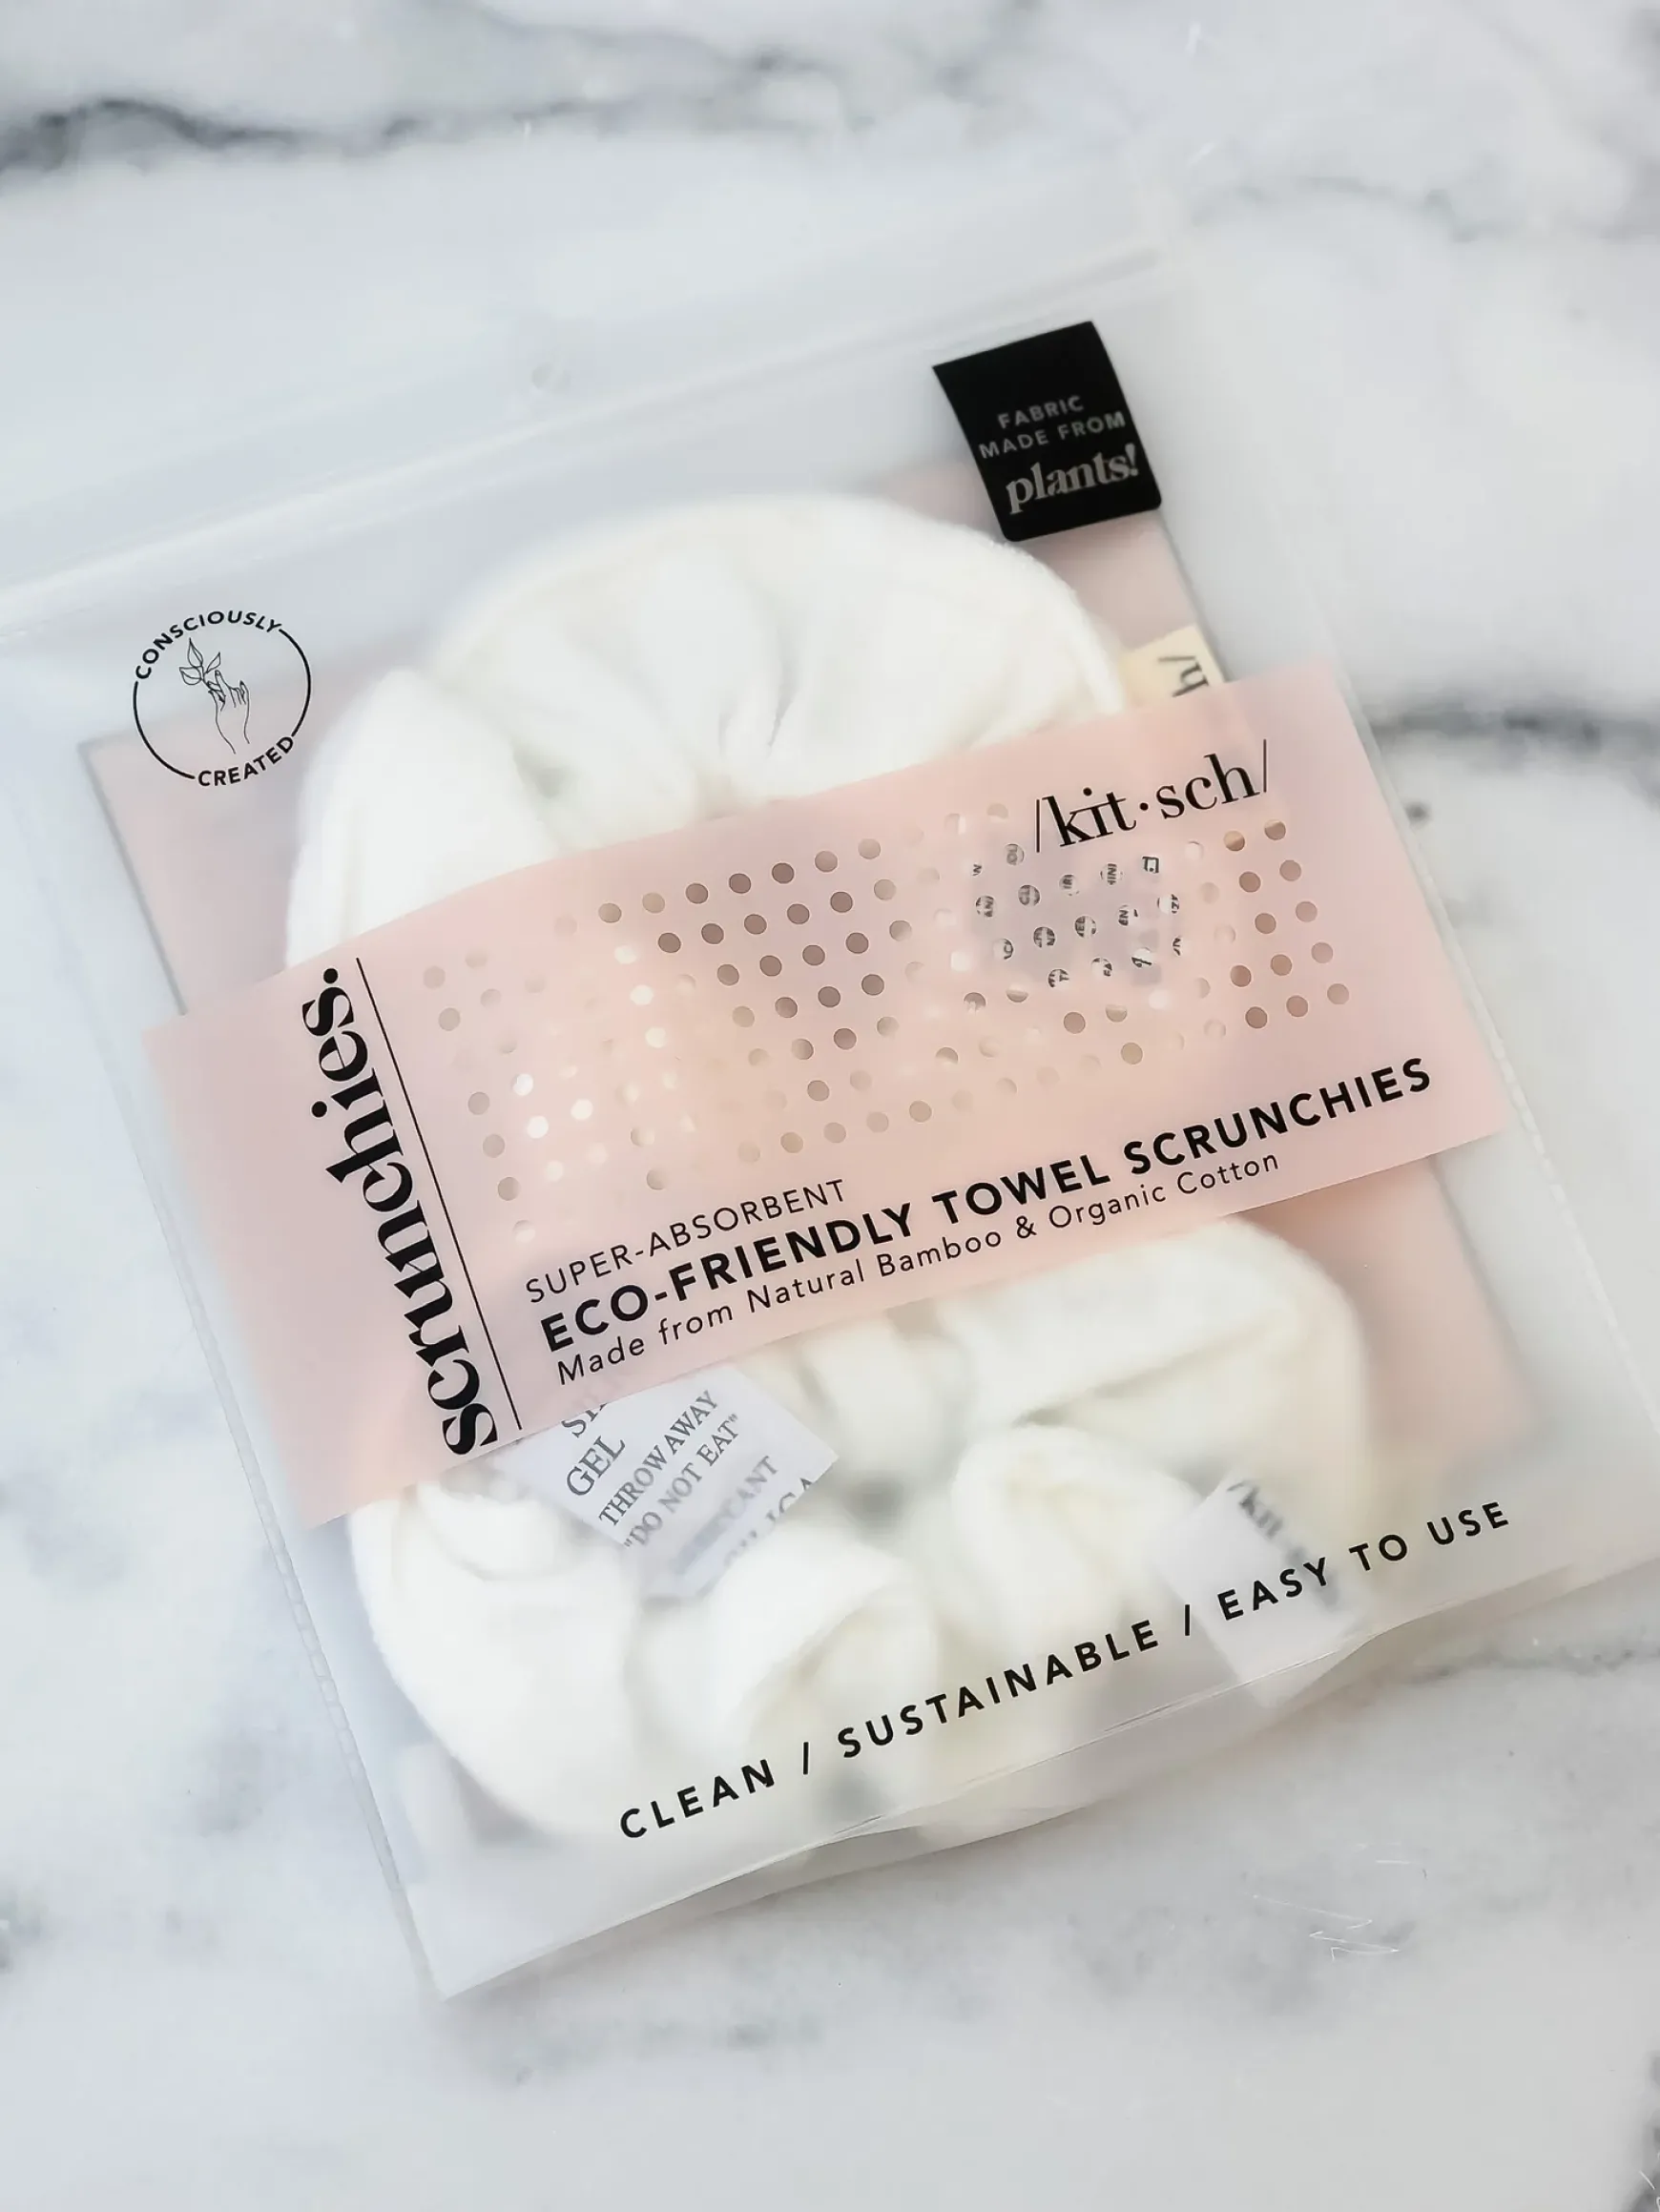 FABRIC
MADE FROM
plants!
CONSCIOUSLY
CREATED
h/
/kit·sch/
scrunchies.
SUPER-ABSORBENT
ECO-FRIENDLY TOWEL SCRUNCHIES
Made from Natural Bamboo & Organic Cotton
GEL
THROW AWAY
"DO NOT EAT"
CLEAN / SUSTAINABLE / EASY TO USE